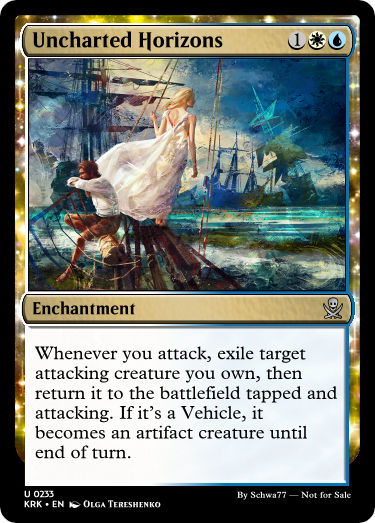 Uncharted Horizons 1
Enchantment
Whenever you attack, exile target
attacking creature you own, then
return it to the battlefield tapped and
attacking. If it's a Vehicle, it
becomes an artifact creature until
end of turn.
U 0233
KRK • EN Olga Tereshenko
By Schwa77 — Not for Sale